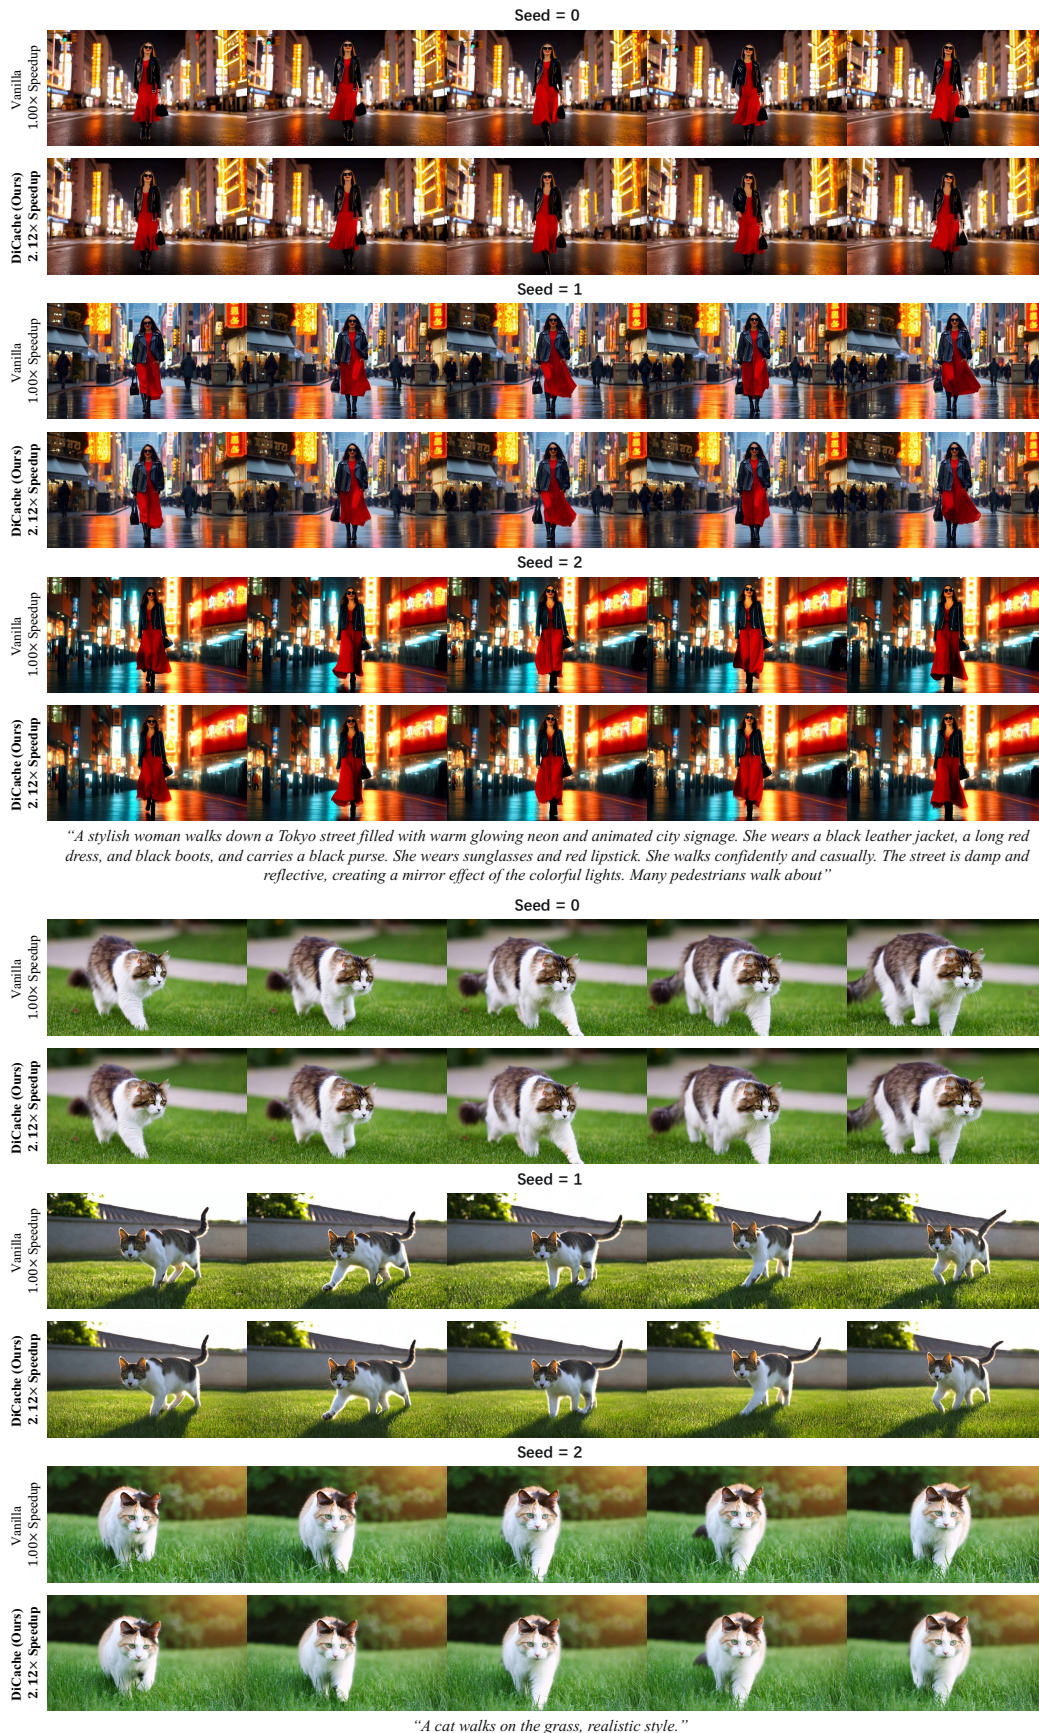 Seed = 0
Vanilla
1.00× Speedup
DiCache (Ours)
2.12× Speedup
Seed = 1
Vanilla
1.00× Speedup
DiCache (Ours)
2.12× Speedup
Seed = 2
Vanilla
1.00× Speedup
DiCache (Ours)
2.12× Speedup
“A stylish woman walks down a Tokyo street filled with warm glowing neon and animated city signage. She wears a black leather jacket, a long red
dress, and black boots, and carries a black purse. She wears sunglasses and red lipstick. She walks confidently and casually. The street is damp and
reflective, creating a mirror effect of the colorful lights. Many pedestrians walk about”
Seed = 0
Vanilla
1.00× Speedup
DiCache (Ours)
2.12× Speedup
Seed = 1
Vanilla
1.00× Speedup
DiCache (Ours)
2.12× Speedup
Seed = 2
Vanilla
1.00× Speedup
DiCache (Ours)
2.12× Speedup
“A cat walks on the grass, realistic style.”